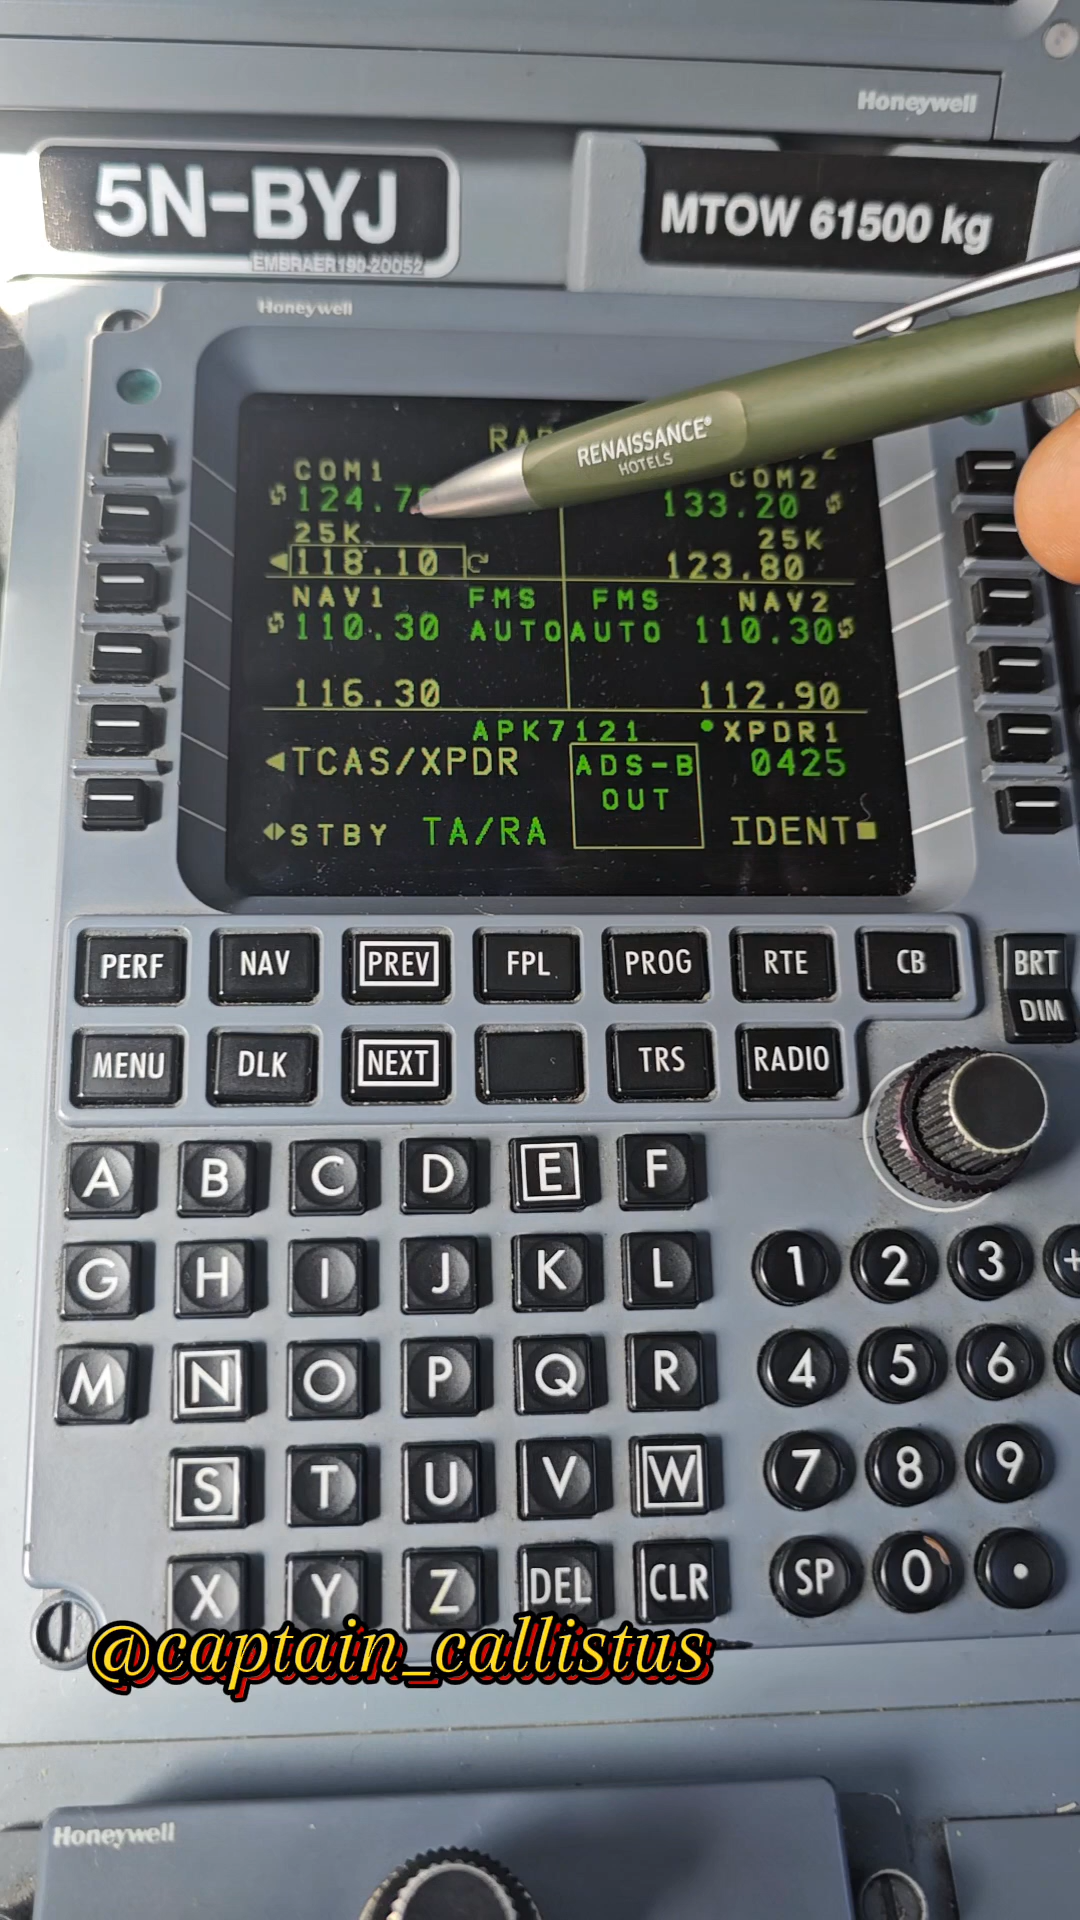 Honeywell
5N-BYJ
EMBRAER190-20052
MTOW 61500 kg
Honeywell
RENAISSANCE®
HOTELS
COM1
COM2
124.7
133.20
25K
25K
118.10
123.80
NAV1 FMS FMS NAV2
110.30 AUTO AUTO 110.30
116.30
112.90
APK7121 XPDR1
TCAS/XPDR ADS-B 0425
OUT
STBY TA/RA IDENT
PERF NAV PREV FPL PROG RTE CB BRT
DIM
MENU DLK NEXT TRS RADIO
A B C D E F
G H I J K L 1 2 3 +
M N O P Q R 4 5 6
S T U V W 7 8 9
X Y Z DEL CLR SP 0 •
@captain_callistus
Honeywell